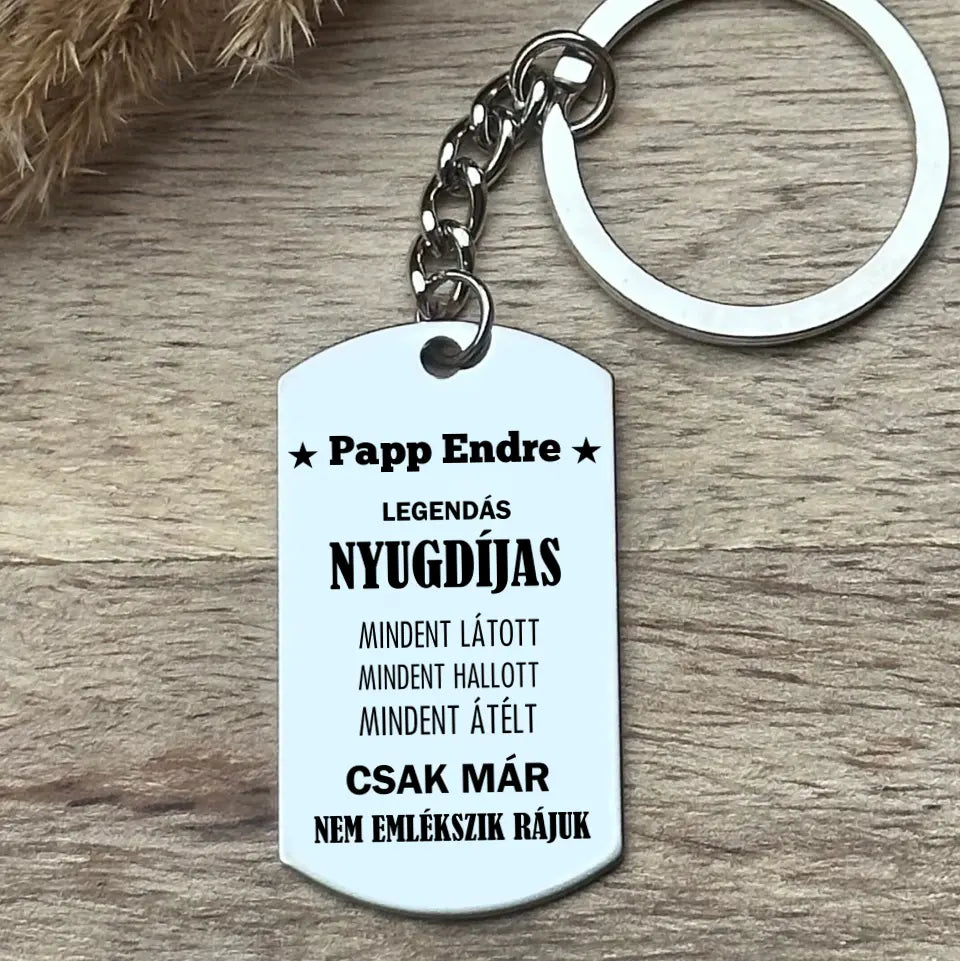 ★ Papp Endre ★
LEGENDÁS
NYUGDÍJAS
MINDENT LÁTOTT
MINDENT HALLOTT
MINDENT ÁTÉLT
CSAK MÁR
NEM EMLÉKSZIK RÁJUK